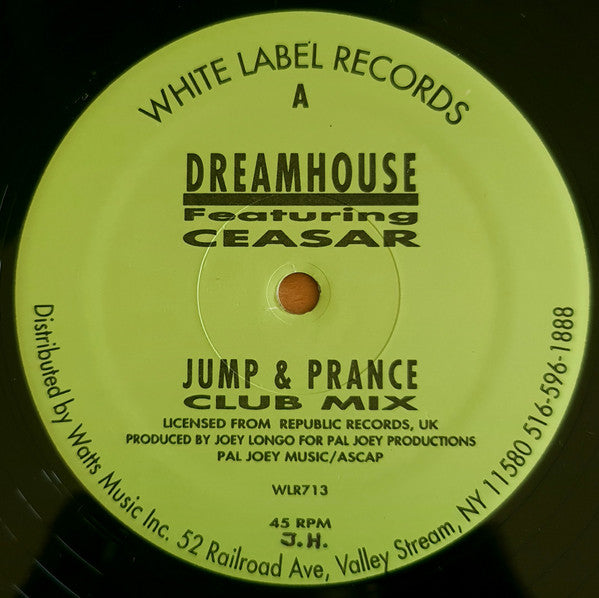 WHITE LABEL RECORDS
A
DREAMHOUSE
Featuring
CEASAR
JUMP & PRANCE
CLUB MIX
LICENSED FROM REPUBLIC RECORDS, UK
PRODUCED BY JOEY LONGO FOR PAL JOEY PRODUCTIONS
PAL JOEY MUSIC/ASCAP
WLR713
45 RPM
J.H.
Distributed by Watts Music Inc. 52 Railroad Ave, Valley Stream, NY 11580 516-596-1888